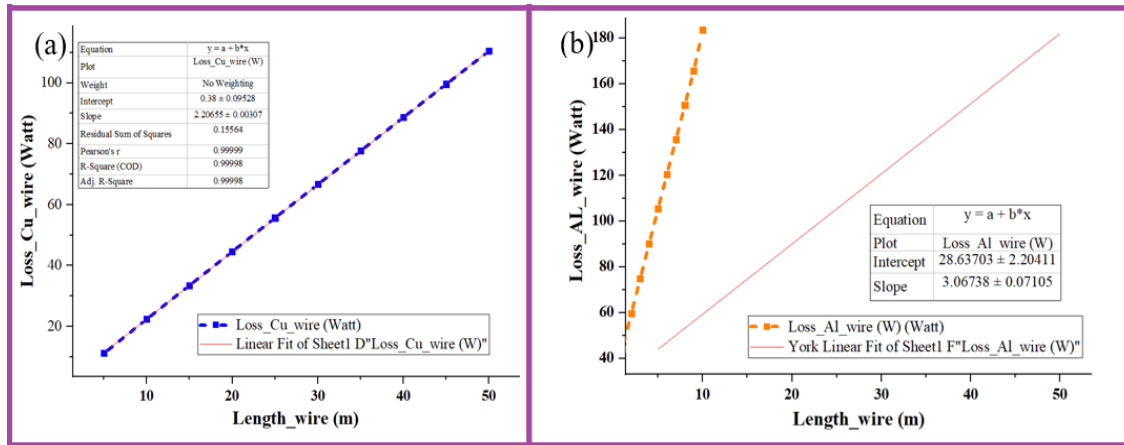 (a)
Equation y = a + b*x
Plot Loss_Cu_wire (W)
Weight No Weighting
Intercept 0.38 ± 0.09528
Slope 2.20655 ± 0.00307
Residual Sum of Squares 0.15564
Pearson's r 0.99999
R-Square (COD) 0.99998
Adj. R-Square 0.99998
Loss_Cu_wire (Watt)
100
80
60
40
20
10 20 30 40 50
Length_wire (m)
Loss_Cu_wire (Watt)
Linear Fit of Sheet1 D"Loss_Cu_wire (W)"
(b)
Loss_AL_wire (Watt)
180
160
140
120
100
80
60
40
Equation y = a + b*x
Plot Loss_Al_wire (W)
Intercept 28.63703 ± 2.20411
Slope 3.06738 ± 0.07105
Loss_Al_wire (W) (Watt)
York Linear Fit of Sheet1 F"Loss_Al_wire (W)"
10 20 30 40 50
Length_wire (m)